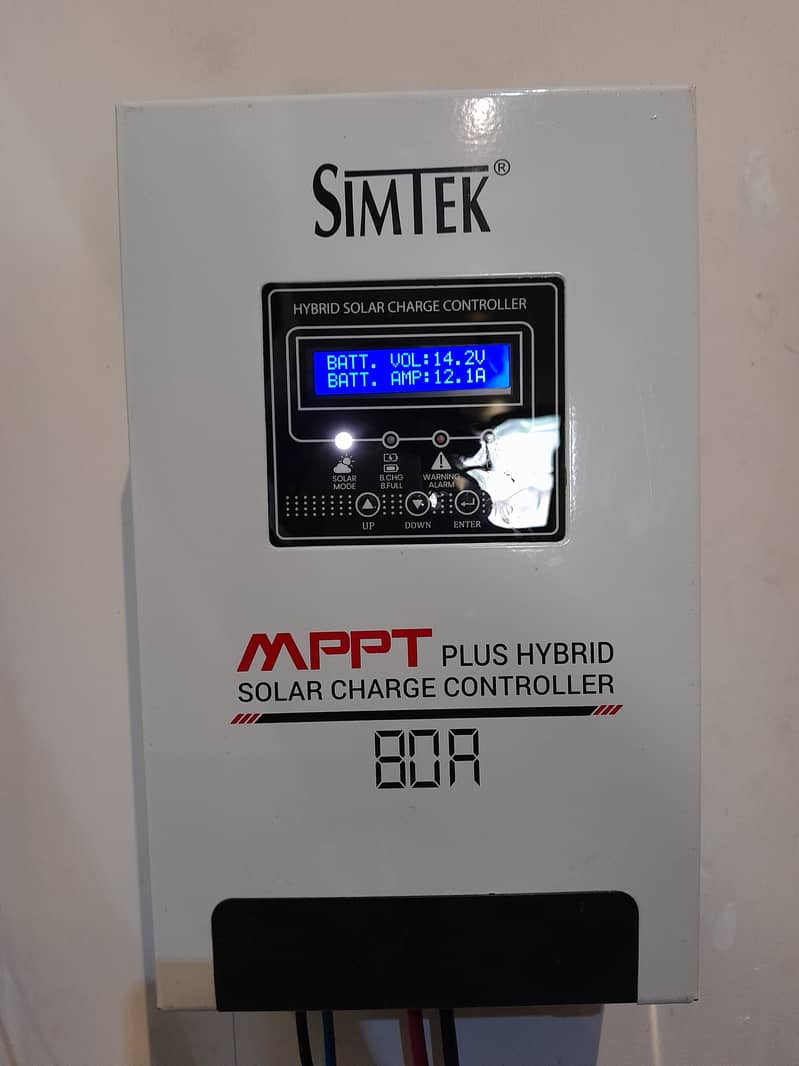 SIMTEK®
HYBRID SOLAR CHARGE CONTROLLER
BATT. VOL:14.2V
BATT. AMP:12.1A
SOLAR MODE
B.CHG B.FULL
WARNING ALARM
UP
DOWN
ENTER
MPPT PLUS HYBRID
SOLAR CHARGE CONTROLLER
80A